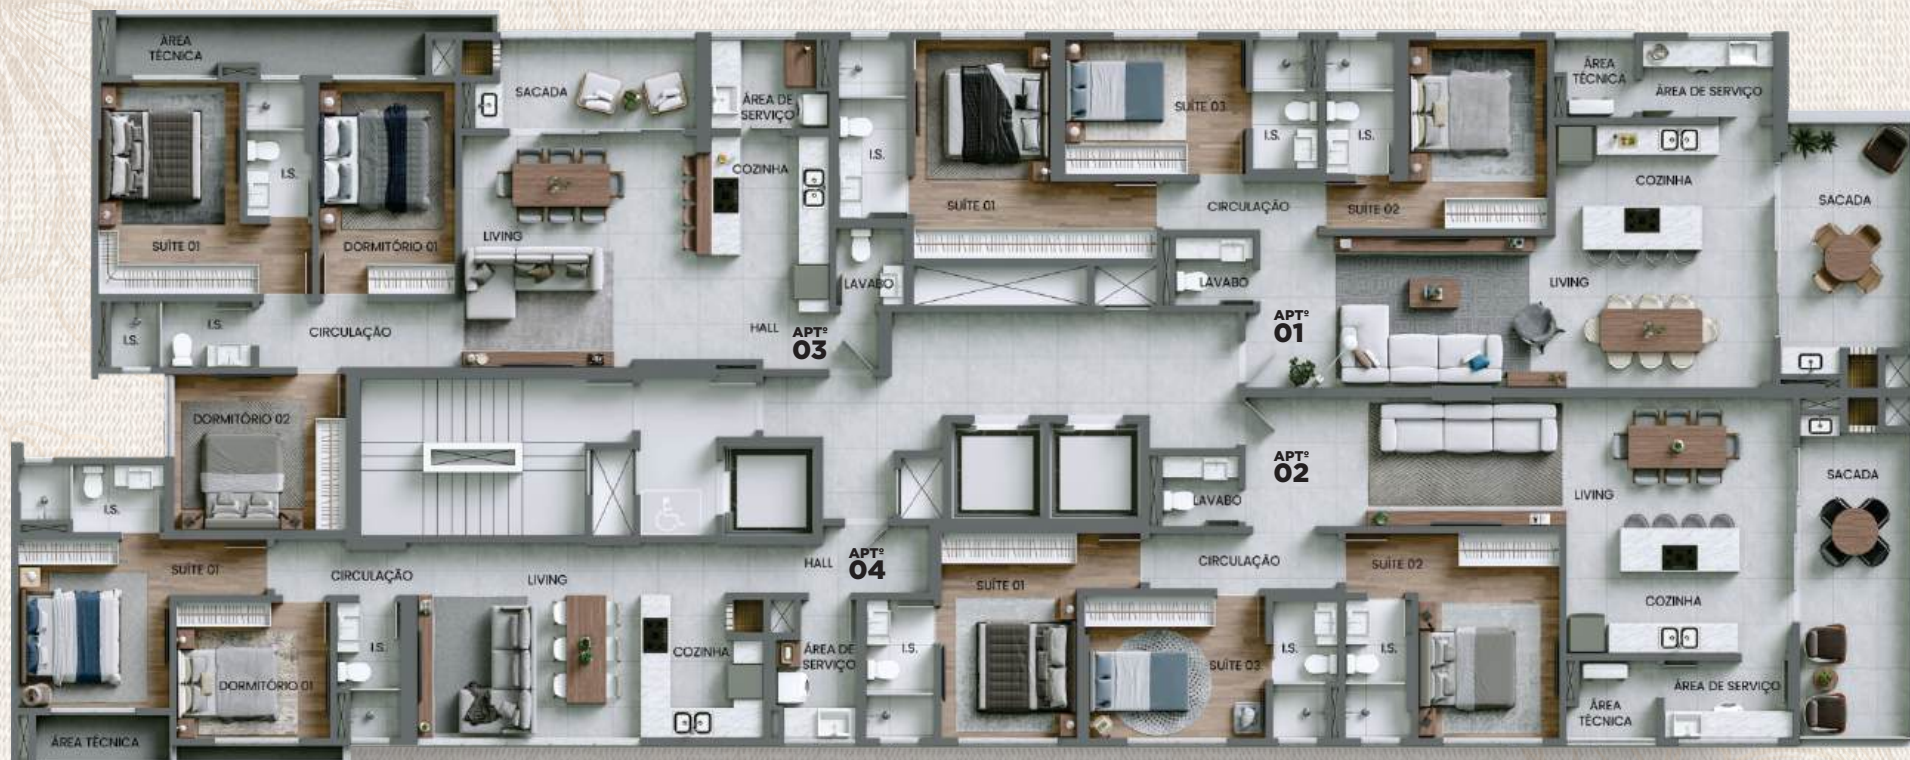 ÁREA
TÉCNICA
SACADA
ÁREA DE
SERVIÇO
COZINHA
I.S.
SUÍTE 01
DORMITÓRIO 01
LIVING
I.S.
I.S.
CIRCULAÇÃO
HALL
APTº
03
LAVABO
I.S.
DORMITÓRIO 02
SUÍTE 01
SUÍTE 03
I.S.
I.S.
CIRCULAÇÃO
SUÍTE 02
LAVABO
APTº
01
ÁREA
TÉCNICA
ÁREA DE SERVIÇO
COZINHA
SACADA
LIVING
APTº
02
LAVABO
LIVING
SACADA
CIRCULAÇÃO
SUÍTE 01
SUÍTE 02
SUÍTE 03
I.S.
I.S.
I.S.
COZINHA
ÁREA DE SERVIÇO
ÁREA
TÉCNICA
I.S.
SUÍTE 01
CIRCULAÇÃO
LIVING
HALL
APTº
04
DORMITÓRIO 01
I.S.
COZINHA
ÁREA DE
SERVIÇO
ÁREA TÉCNICA